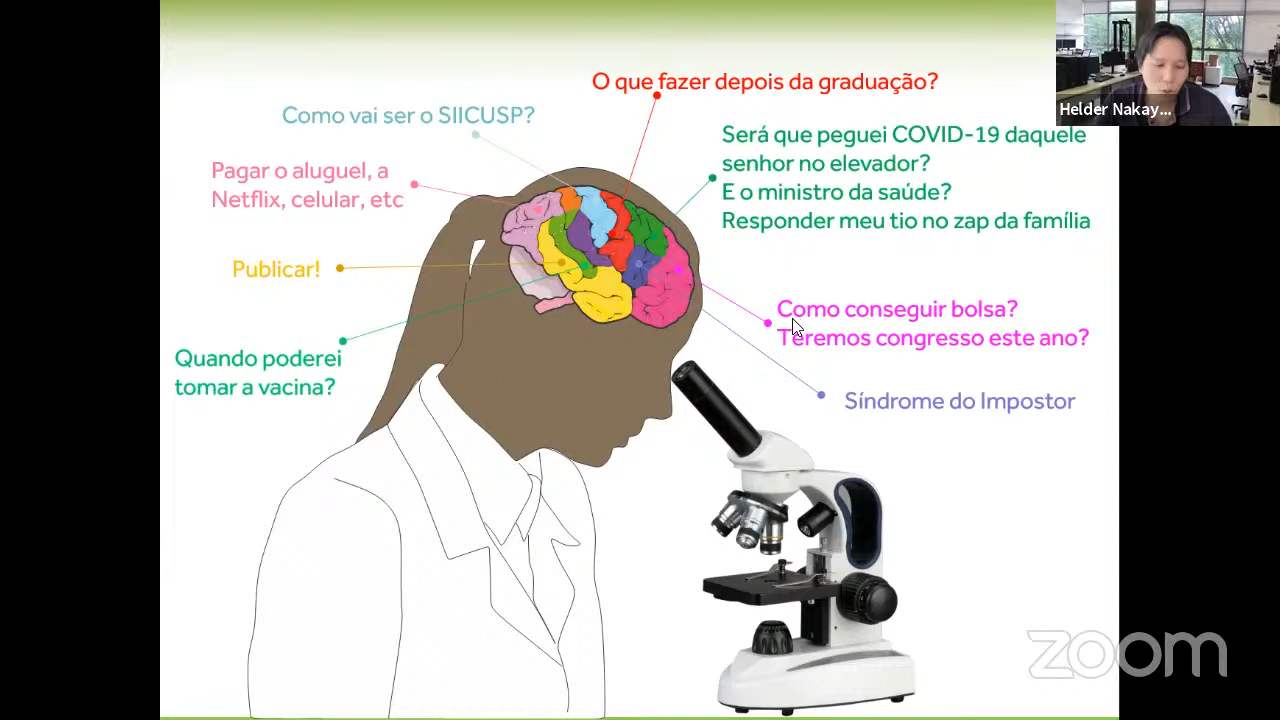 O que fazer depois da graduação?
Como vai ser o SIICUSP?
Helder Nakay...
Será que peguei COVID-19 daquele
senhor no elevador?
E o ministro da saúde?
Responder meu tio no zap da família
Pagar o aluguel, a
Netflix, celular, etc
Publicar!
Como conseguir bolsa?
Teremos congresso este ano?
Quando poderei
tomar a vacina?
Síndrome do Impostor
zoom